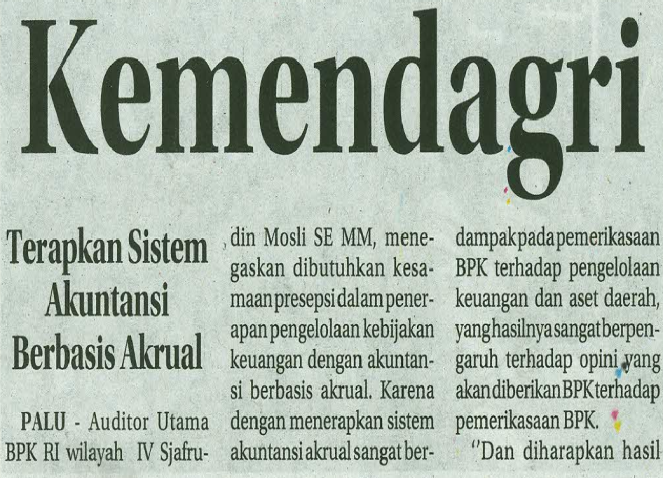 Kemendagri
Terapkan Sistem
Akuntansi
Berbasis Akrual
PALU - Auditor Utama
BPK RI wilayah IV Sjafru-
din Mosli SE MM, mene-
gaskan dibutuhkan kesa-
maan presepsi dalam pener-
apan pengelolaan kebijakan
keuangan dengan akuntan-
si berbasis akrual. Karena
dengan menerapkan sistem
akuntansi akrual sangat ber-
dampak pada pemerikasaan
BPK terhadap pengelolaan
keuangan dan aset daerah,
yang hasilnya sangat berpen-
garuh terhadap opini yang
akan diberikan BPK terhadap
pemerikasaan BPK.
"Dan diharapkan hasil